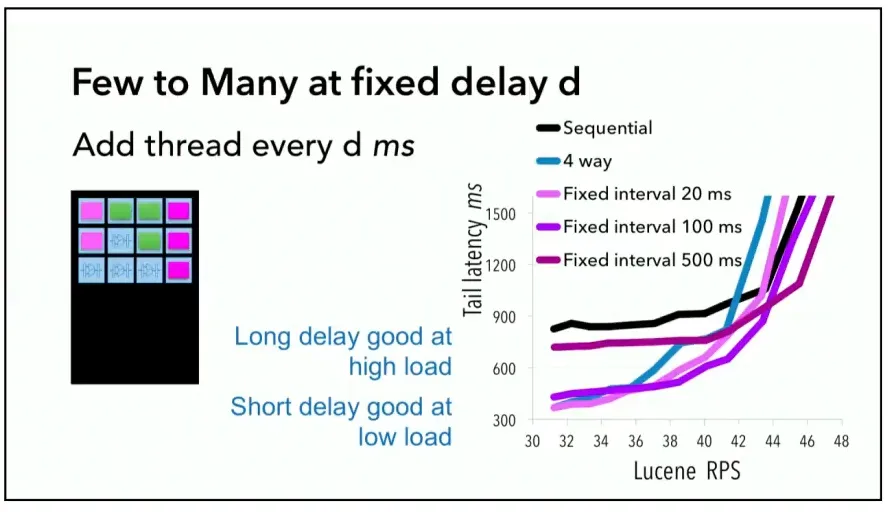 Few to Many at fixed delay d
Add thread every d ms
Long delay good at
high load
Short delay good at
low load
Sequential
4 way
Fixed interval 20 ms
Fixed interval 100 ms
Fixed interval 500 ms
Tail latency ms
1500
1200
900
600
300
30 32 34 36 38 40 42 44 46 48
Lucene RPS